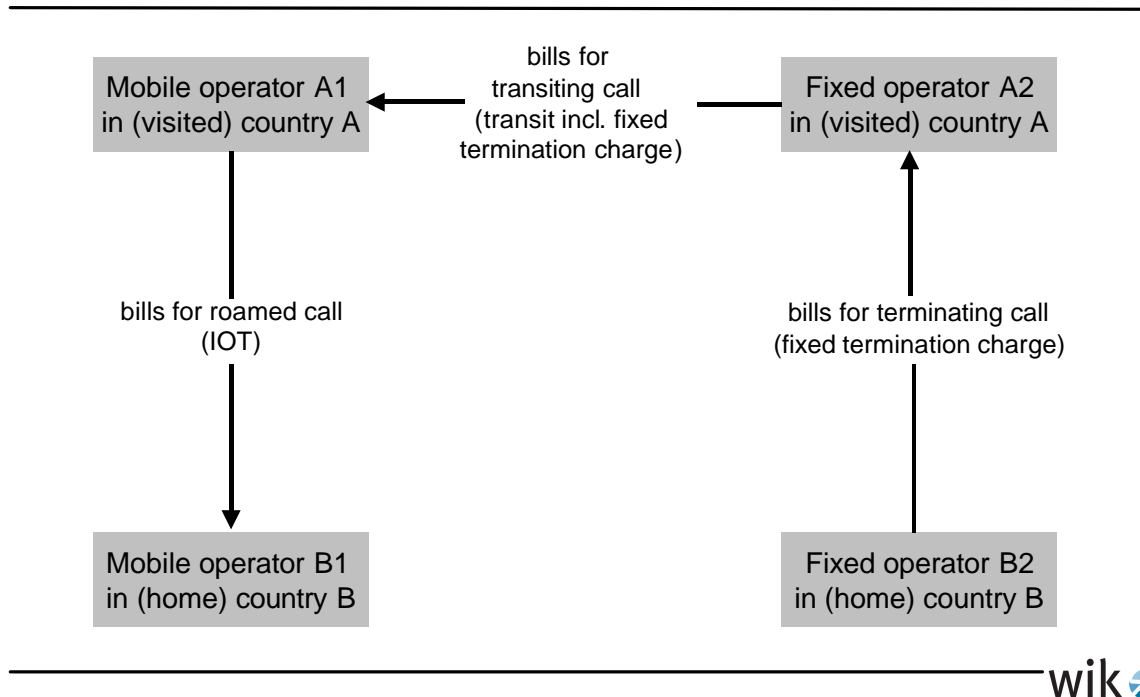 bills for
transiting call
(transit incl. fixed
termination charge)
Mobile operator A1
in (visited) country A
Fixed operator A2
in (visited) country A
bills for roamed call
(IOT)
bills for terminating call
(fixed termination charge)
Mobile operator B1
in (home) country B
Fixed operator B2
in (home) country B
wik